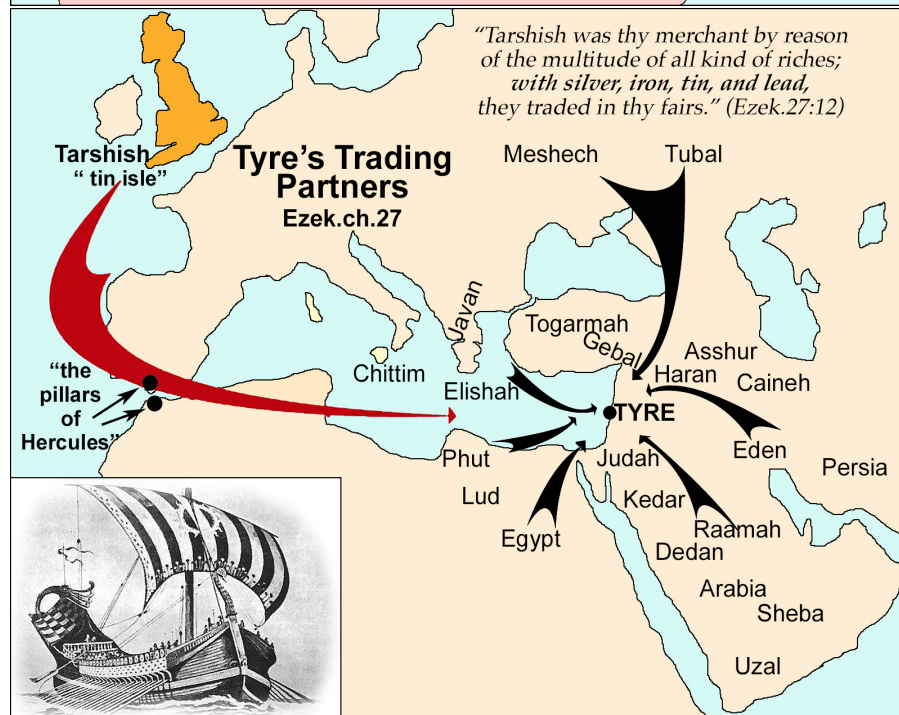 “Tarshish was thy merchant by reason
of the multitude of all kind of riches;
with silver, iron, tin, and lead,
they traded in thy fairs.” (Ezek.27:12)
Tarshish
“ tin isle”
Tyre’s Trading
Partners
Ezek.ch.27
Meshech
Tubal
Javan
Togarmah
Gebal
Asshur
Haran
Caineh
Chittim
Elishah
“the
pillars
of
Hercules”
TYRE
Phut
Judah
Eden
Persia
Lud
Kedar
Egypt
Raamah
Dedan
Arabia
Sheba
Uzal